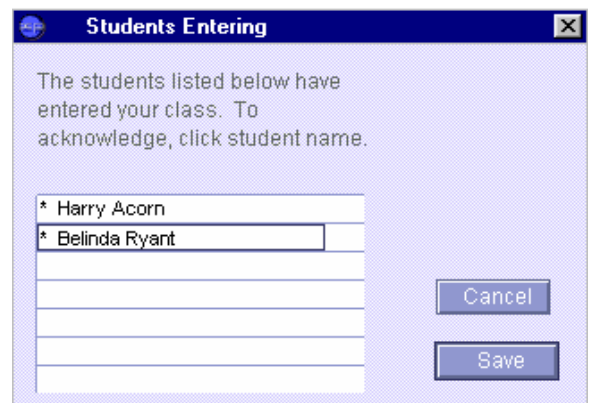 Students Entering
The students listed below have
entered your class. To
acknowledge, click student name.
* Harry Acorn
* Belinda Ryant
Cancel
Save